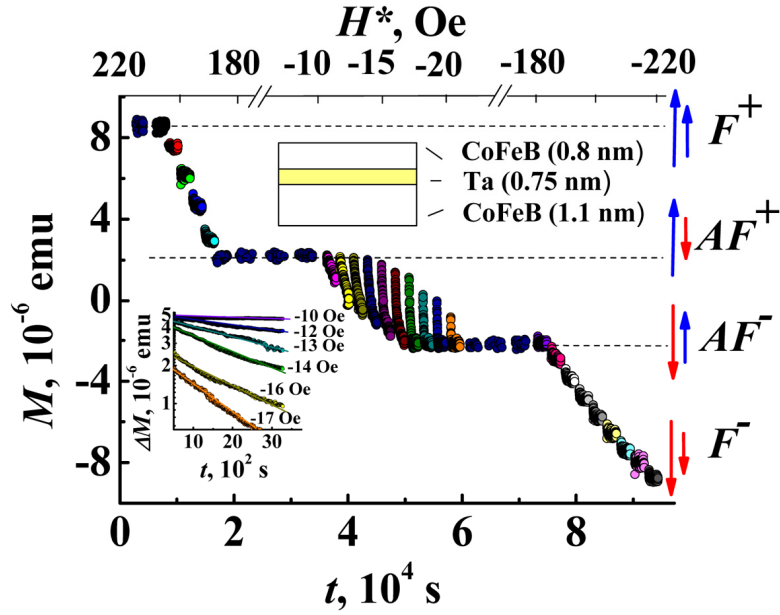 H*, Oe
220 180 -10 -15 -20 -180 -220
8
4
0
-4
-8
M, 10⁻⁶ emu
CoFeB (0.8 nm)
Ta (0.75 nm)
CoFeB (1.1 nm)
F⁺
AF⁺
AF⁻
F⁻
5
4
3
2
1
ΔM, 10⁻⁶ emu
-10 Oe
-12 Oe
-13 Oe
-14 Oe
-16 Oe
-17 Oe
10 20 30
t, 10² s
0 2 4 6 8
t, 10⁴ s